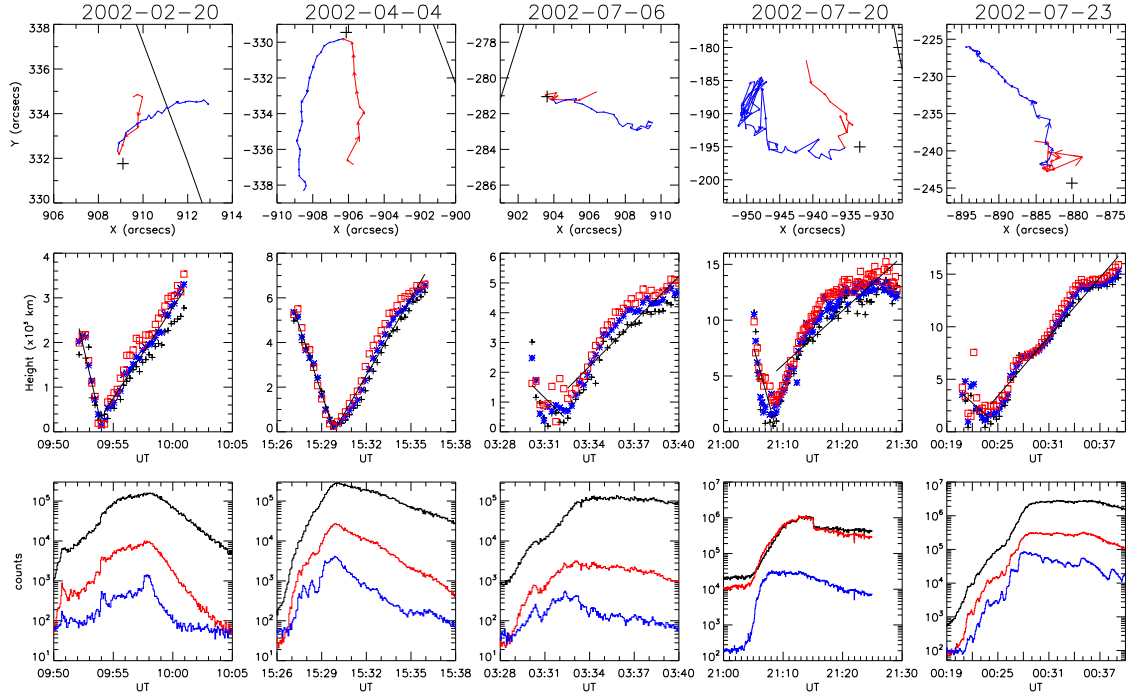 2002-02-20 2002-04-04 2002-07-06 2002-07-20 2002-07-23
338 336 334 332 330
Y (arcsecs)
906 908 910 912 914
X (arcsecs)
-330 -332 -334 -336 -338
-910 -908 -906 -904 -902 -900
X (arcsecs)
-278 -280 -282 -284 -286
902 904 906 908 910
X (arcsecs)
-180 -185 -190 -195 -200
-950 -945 -940 -935 -930
X (arcsecs)
-225 -230 -235 -240 -245
-895 -890 -885 -880 -875
X (arcsecs)
4 3 2 1 0
Height (x10³ km)
09:50 09:55 10:00 10:05
UT
8 6 4 2 0
15:26 15:29 15:32 15:35 15:38
UT
6 5 4 3 2 1 0
03:28 03:31 03:34 03:37 03:40
UT
15 10 5 0
21:00 21:10 21:20 21:30
UT
15 10 5 0
00:19 00:25 00:31 00:37
UT
10⁵ 10⁴ 10³ 10² 10¹
counts
09:50 09:55 10:00 10:05
UT
10⁵ 10⁴ 10³ 10² 10¹
15:26 15:29 15:32 15:35 15:38
UT
10⁵ 10⁴ 10³ 10² 10¹
03:28 03:31 03:34 03:37 03:40
UT
10⁷ 10⁶ 10⁵ 10⁴ 10³ 10²
21:00 21:10 21:20 21:30
UT
10⁷ 10⁶ 10⁵ 10⁴ 10³ 10²
00:19 00:25 00:31 00:37
UT